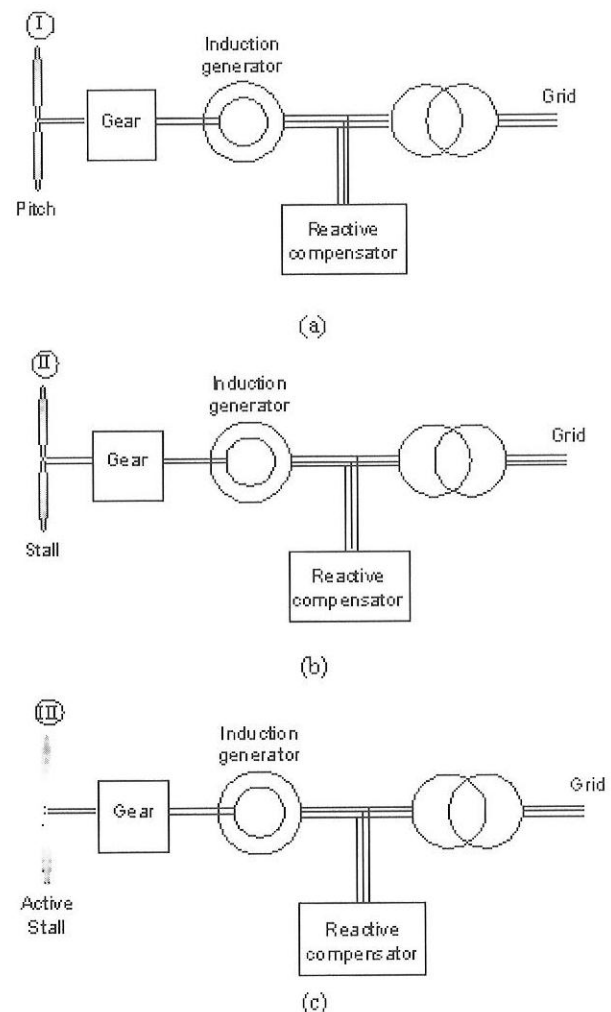 I
Induction
generator
Grid
Gear
Pitch
Reactive
compensator
(a)
II
Induction
generator
Grid
Gear
Stall
Reactive
compensator
(b)
III
Induction
generator
Grid
Gear
Active
Stall
Reactive
compensator
(c)